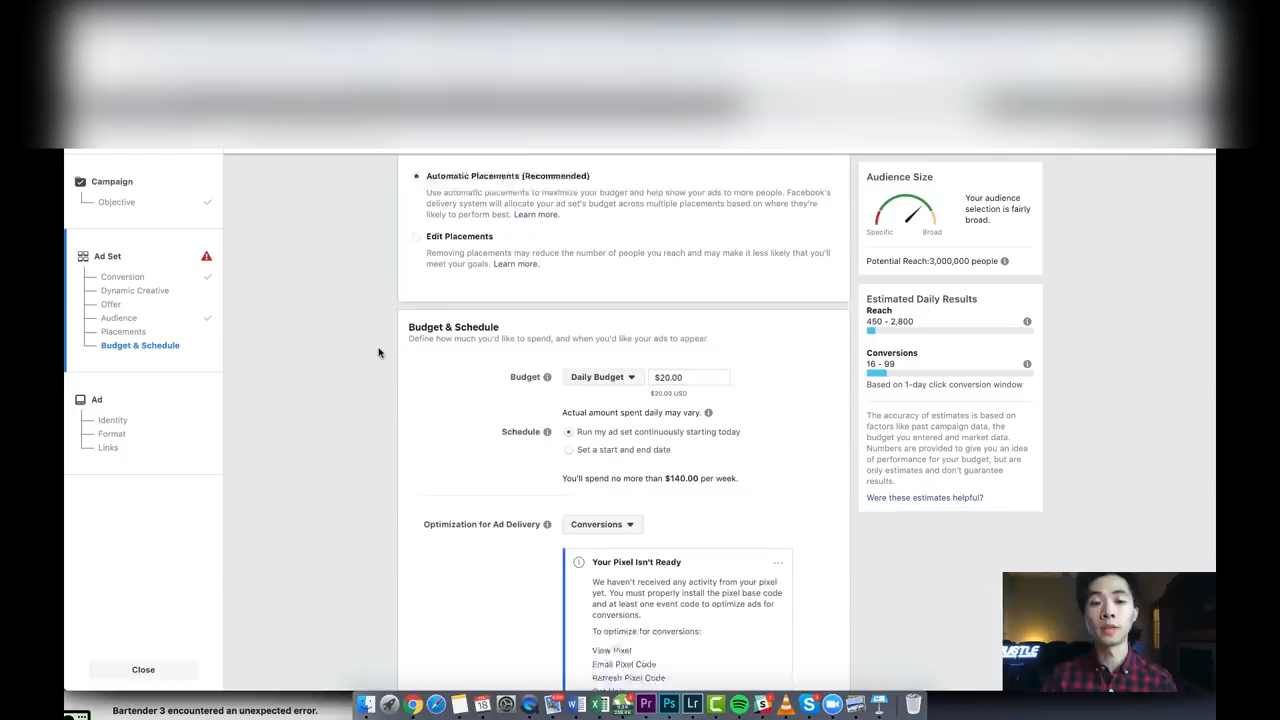 Campaign
Objective
Ad Set
Conversion
Dynamic Creative
Offer
Audience
Placements
Budget & Schedule
Ad
Identity
Format
Links
Close
Automatic Placements (Recommended)
Use automatic placements to maximize your budget and help show your ads to more people. Facebook's
delivery system will allocate your ad set's budget across multiple placements based on where they're
likely to perform best. Learn more.
Edit Placements
Removing placements may reduce the number of people you reach and may make it less likely that you'll
meet your goals. Learn more.
Budget & Schedule
Define how much you'd like to spend, and when you'd like your ads to appear.
Budget
Daily Budget
$20.00
$20.00 USD
Actual amount spent daily may vary.
Schedule
Run my ad set continuously starting today
Set a start and end date
You'll spend no more than $140.00 per week.
Optimization for Ad Delivery
Conversions
Your Pixel Isn't Ready
We haven't received any activity from your pixel
yet. You must properly install the pixel base code
and at least one event code to optimize ads for
conversions.
To optimize for conversions:
View Pixel
Email Pixel Code
Refresh Pixel Code
Audience Size
Your audience
selection is fairly
broad.
Specific
Broad
Potential Reach:3,000,000 people
Estimated Daily Results
Reach
450 - 2,800
Conversions
16 - 99
Based on 1-day click conversion window
The accuracy of estimates is based on
factors like past campaign data, the
budget you entered and market data.
Numbers are provided to give you an idea
of performance for your budget, but are
only estimates and don't guarantee
results.
Were these estimates helpful?
Bartender 3 encountered an unexpected error.
18
Pr
Ps
Lr